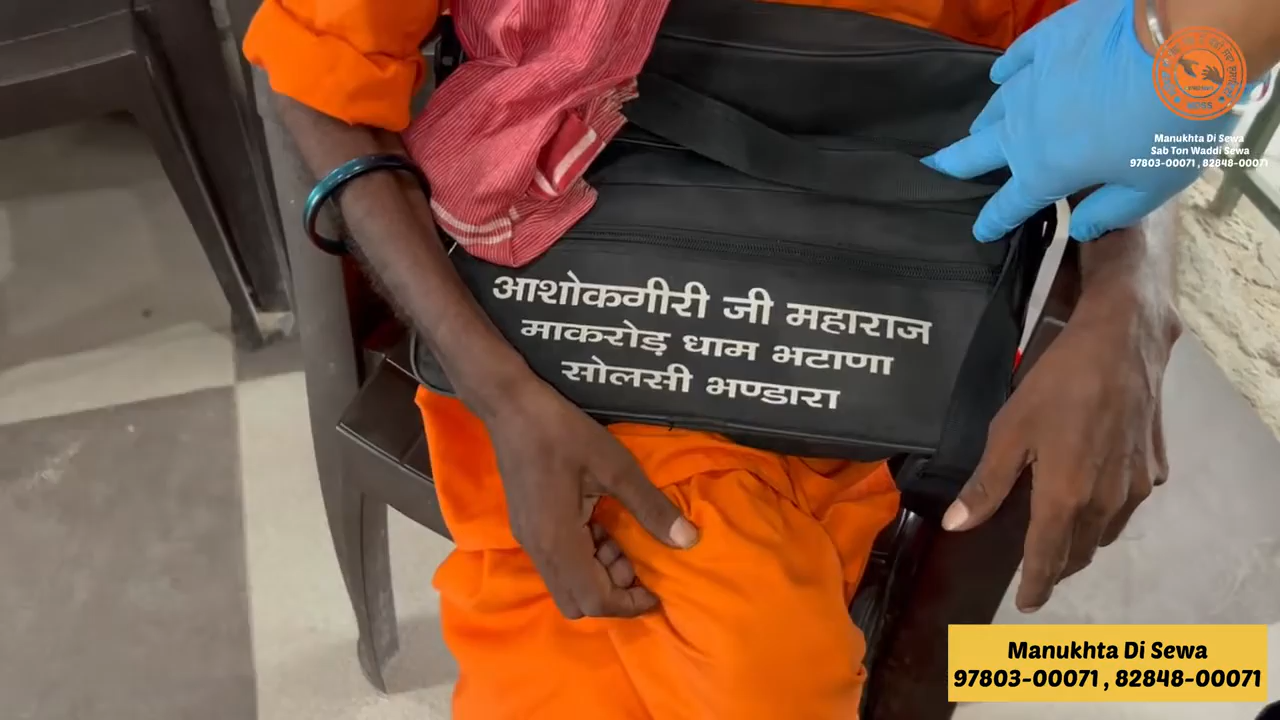 आशोकगीरी जी महाराज
माकरोड़ धाम भटाणा
सोलसी भण्डारा
Manukhta Di Sewa
Sab Ton Waddi Sewa
97803-00071 , 82848-00071
Manukhta Di Sewa
97803-00071 , 82848-00071